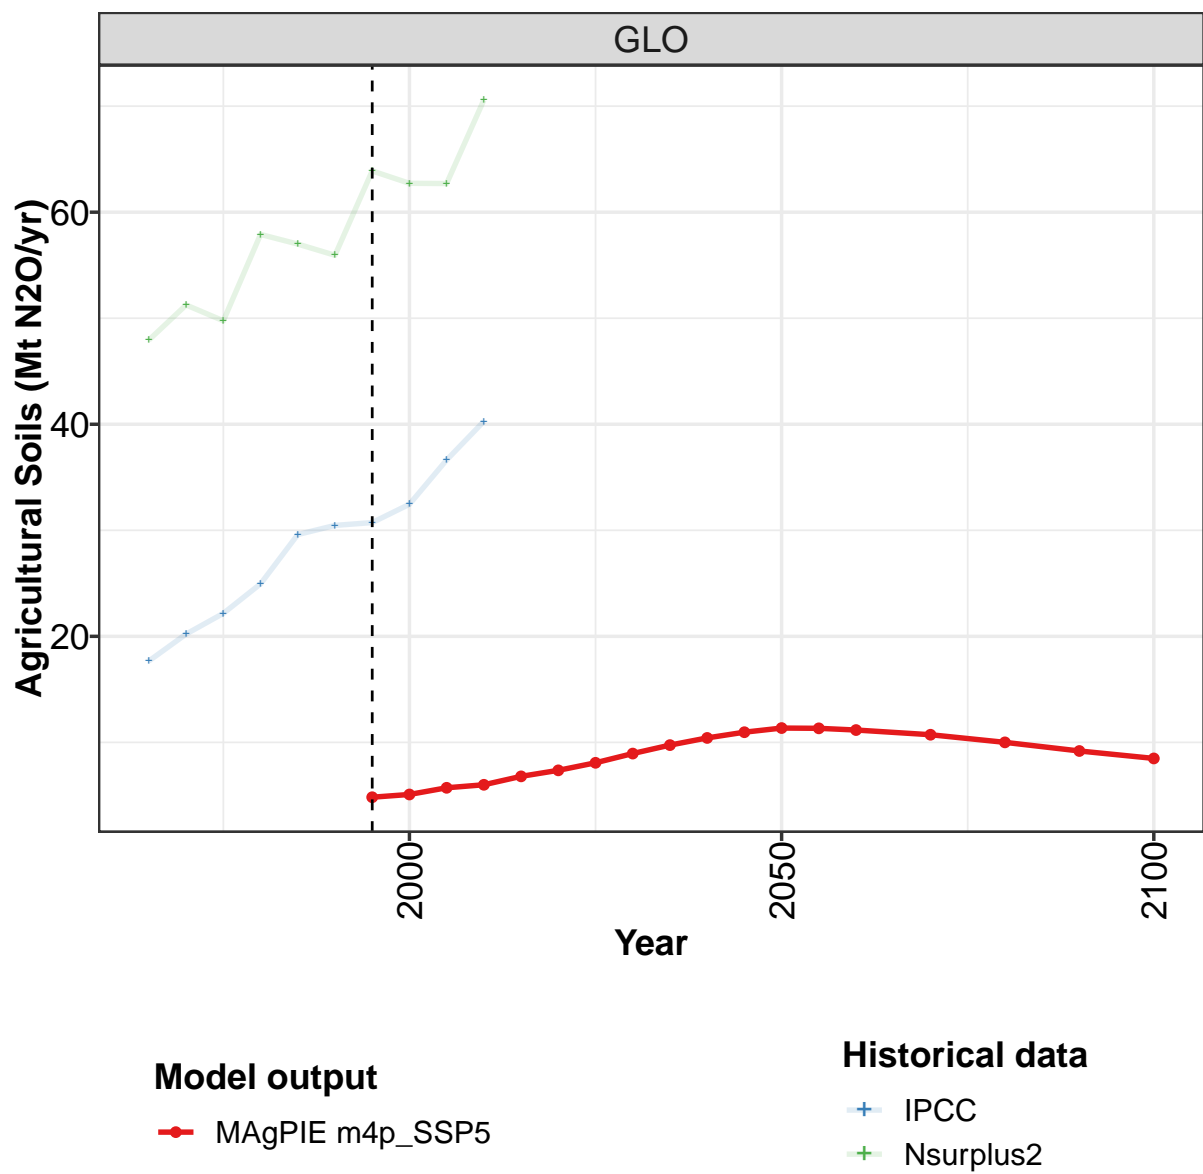 GLO
Agricultural Soils (Mt N2O/yr)
60
40
20
2000
2050
2100
Year
Model output
MAgPIE m4p_SSP5
Historical data
IPCC
Nsurplus2